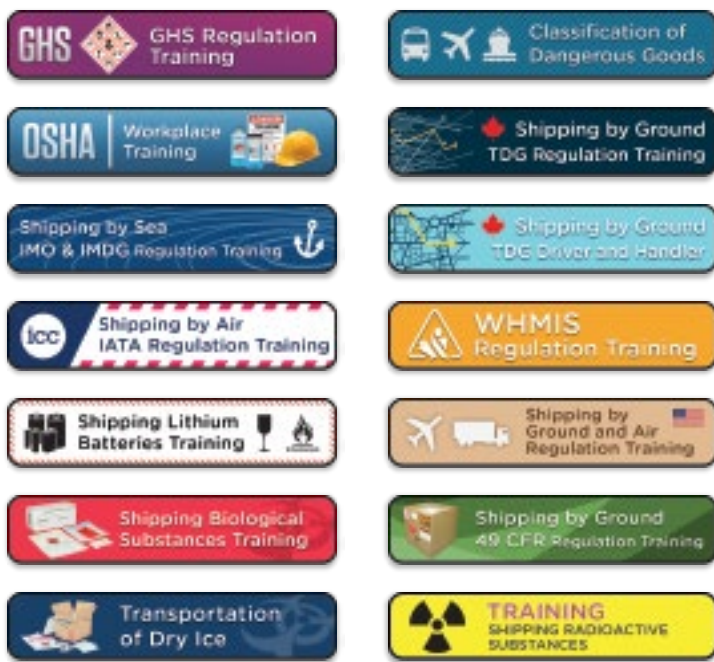 GHS
GHS Regulation
Training
Classification of
Dangerous Goods
OSHA
Workplace
Training
Shipping by Ground
TDG Regulation Training
Shipping by Sea
IMO & IMDG Regulation Training
Shipping by Ground
TDG Driver and Handler
icc
Shipping by Air
IATA Regulation Training
WHMIS
Regulation Training
Shipping Lithium
Batteries Training
Shipping by
Ground and Air
Regulation Training
Shipping Biological
Substances Training
Shipping by Ground
49 CFR Regulation Training
Transportation
of Dry Ice
TRAINING
SHIPPING RADIOACTIVE
SUBSTANCES